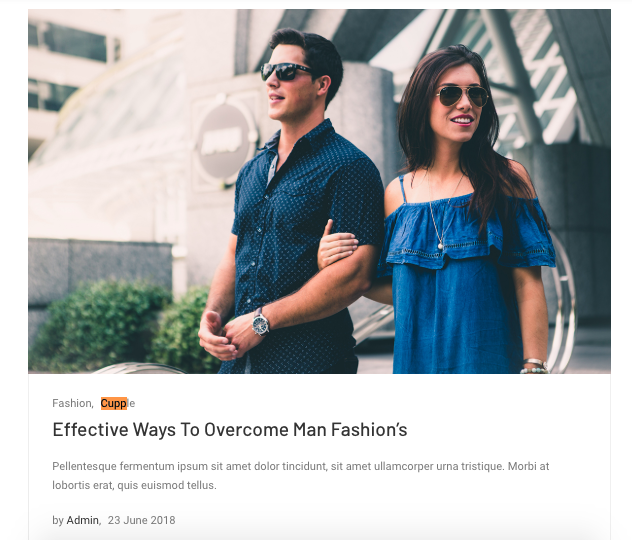 Fashion, Cupple
Effective Ways To Overcome Man Fashion’s
Pellentesque fermentum ipsum sit amet dolor tincidunt, sit amet ullamcorper urna tristique. Morbi at
lobortis erat, quis euismod tellus.
by Admin, 23 June 2018